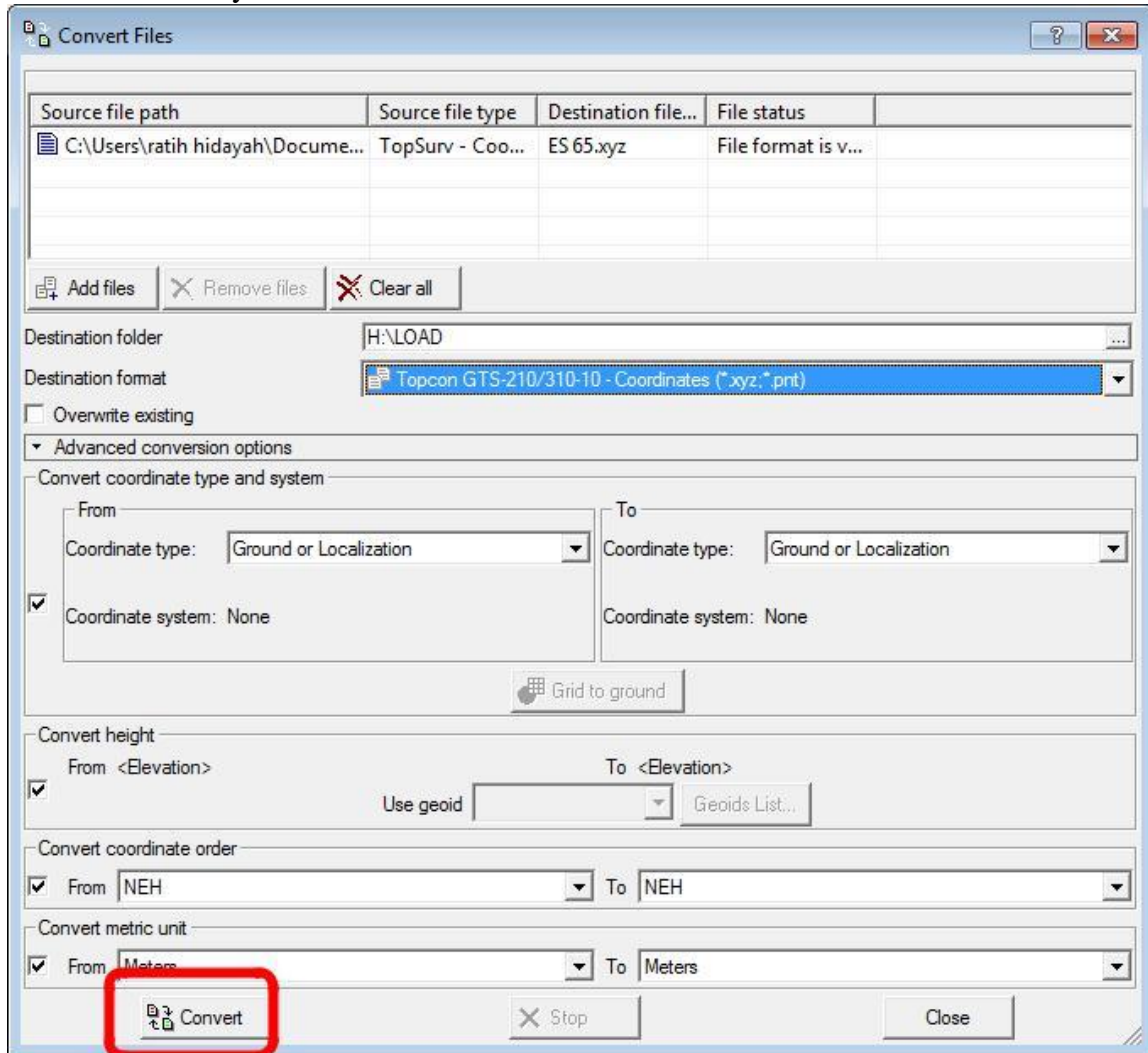 Convert Files
Source file path Source file type Destination file... File status
C:\Users\ratih hidayah\Docume... TopSurv - Coo... ES 65.xyz File format is v...
Add files Remove files Clear all
Destination folder H:\LOAD ...
Destination format Topcon GTS-210/310-10 - Coordinates (*.xyz;*.pnt)
Overwrite existing
Advanced conversion options
Convert coordinate type and system
From To
Coordinate type: Ground or Localization Coordinate type: Ground or Localization
Coordinate system: None Coordinate system: None
Grid to ground
Convert height
From <Elevation> To <Elevation>
Use geoid Geoids List...
Convert coordinate order
From NEH To NEH
Convert metric unit
From Meters To Meters
Convert Stop Close